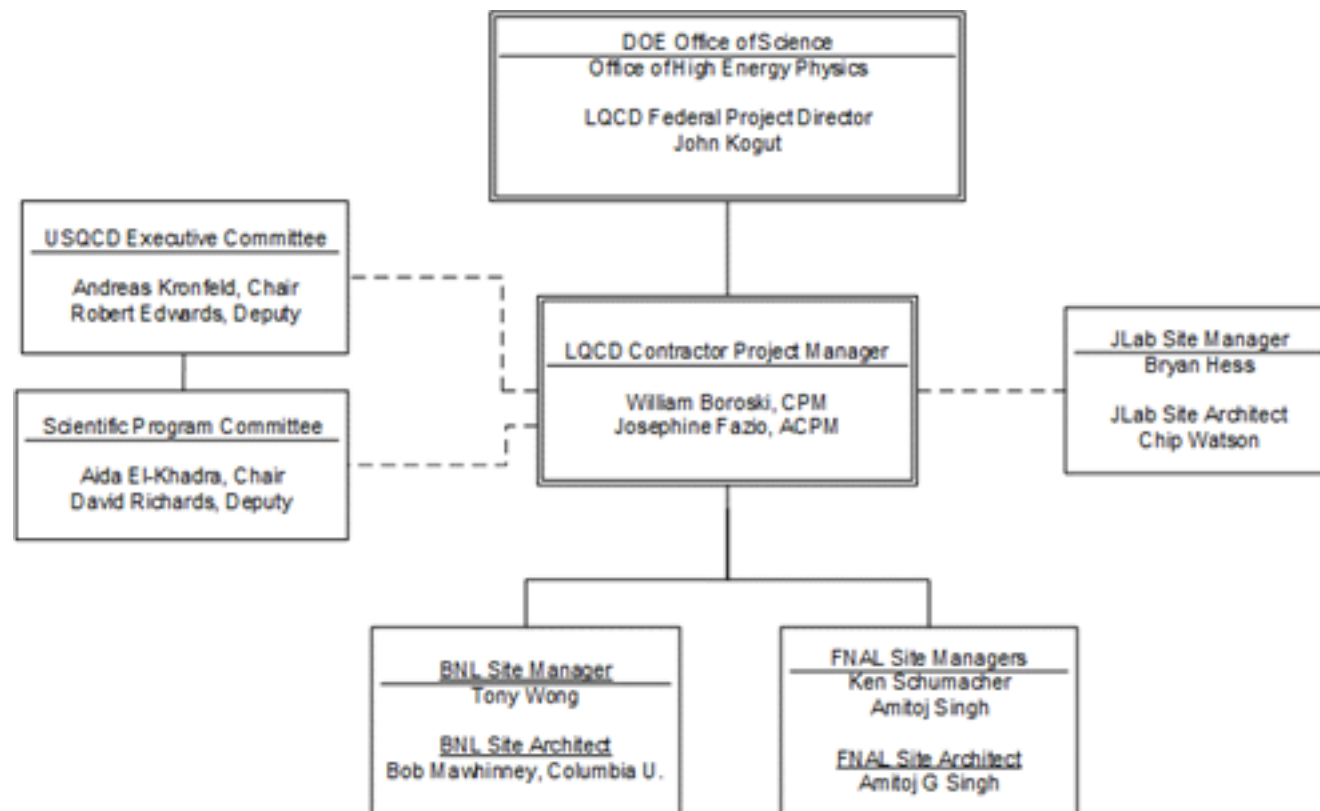 DOE Office of Science
Office of High Energy Physics
LQCD Federal Project Director
John Kogut
USQCD Executive Committee
Andreas Kronfeld, Chair
Robert Edwards, Deputy
Scientific Program Committee
Aida El-Khadra, Chair
David Richards, Deputy
LQCD Contractor Project Manager
William Boroski, CPM
Josephine Fazio, ACPM
JLab Site Manager
Bryan Hess
JLab Site Architect
Chip Watson
BNL Site Manager
Tony Wong
BNL Site Architect
Bob Mawhinney, Columbia U.
FNAL Site Managers
Ken Schumacher
Amitoj Singh
FNAL Site Architect
Amitoj G Singh